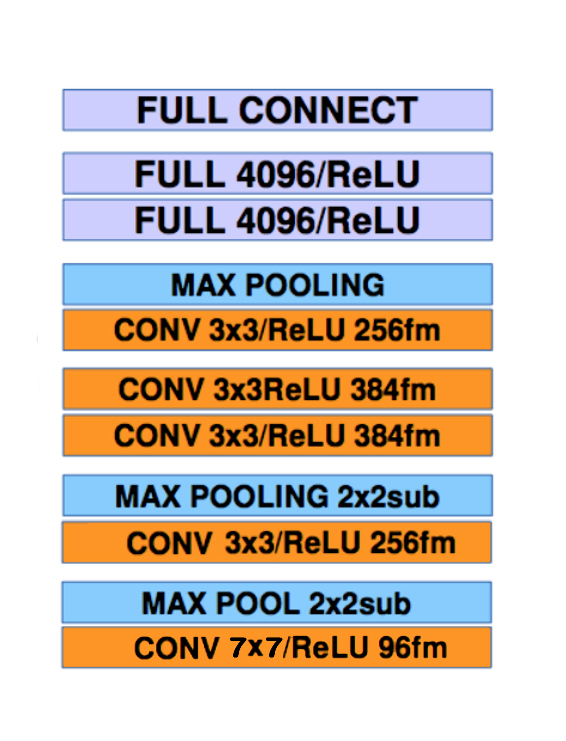 FULL CONNECT
FULL 4096/ReLU
FULL 4096/ReLU
MAX POOLING
CONV 3x3/ReLU 256fm
CONV 3x3ReLU 384fm
CONV 3x3/ReLU 384fm
MAX POOLING 2x2sub
CONV 3x3/ReLU 256fm
MAX POOL 2x2sub
CONV 7x7/ReLU 96fm